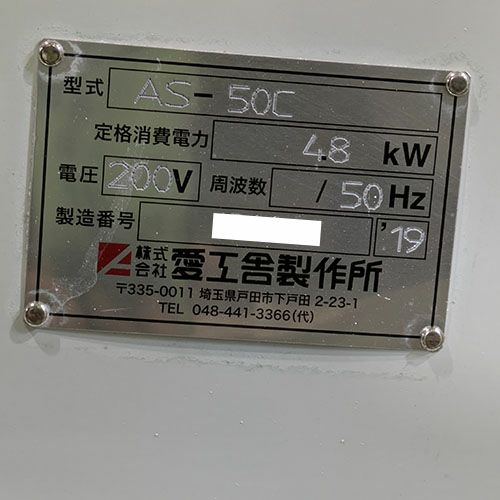 型式 AS-50C
定格消費電力 4.8 kW
電圧 200V 周波数 / 50Hz
製造番号 '19
株式会社 愛工舎製作所
〒335-0011 埼玉県戸田市下戸田 2-23-1
TEL 048-441-3366(代)